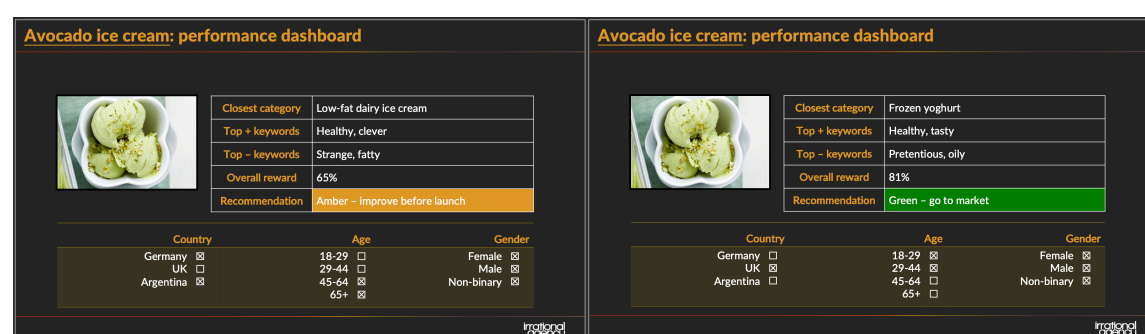 Avocado ice cream: performance dashboard
Closest category Low-fat dairy ice cream
Top + keywords Healthy, clever
Top – keywords Strange, fatty
Overall reward 65%
Recommendation Amber – improve before launch
Country Age Gender
Germany ☒ 18-29 ☐ Female ☒
UK ☐ 29-44 ☐ Male ☒
Argentina ☒ 45-64 ☒ Non-binary ☒
65+ ☒
irrational
agency
Avocado ice cream: performance dashboard
Closest category Frozen yoghurt
Top + keywords Healthy, tasty
Top – keywords Pretentious, oily
Overall reward 81%
Recommendation Green – go to market
Country Age Gender
Germany ☐ 18-29 ☒ Female ☒
UK ☒ 29-44 ☒ Male ☒
Argentina ☐ 45-64 ☐ Non-binary ☒
65+ ☐
irrational
agency